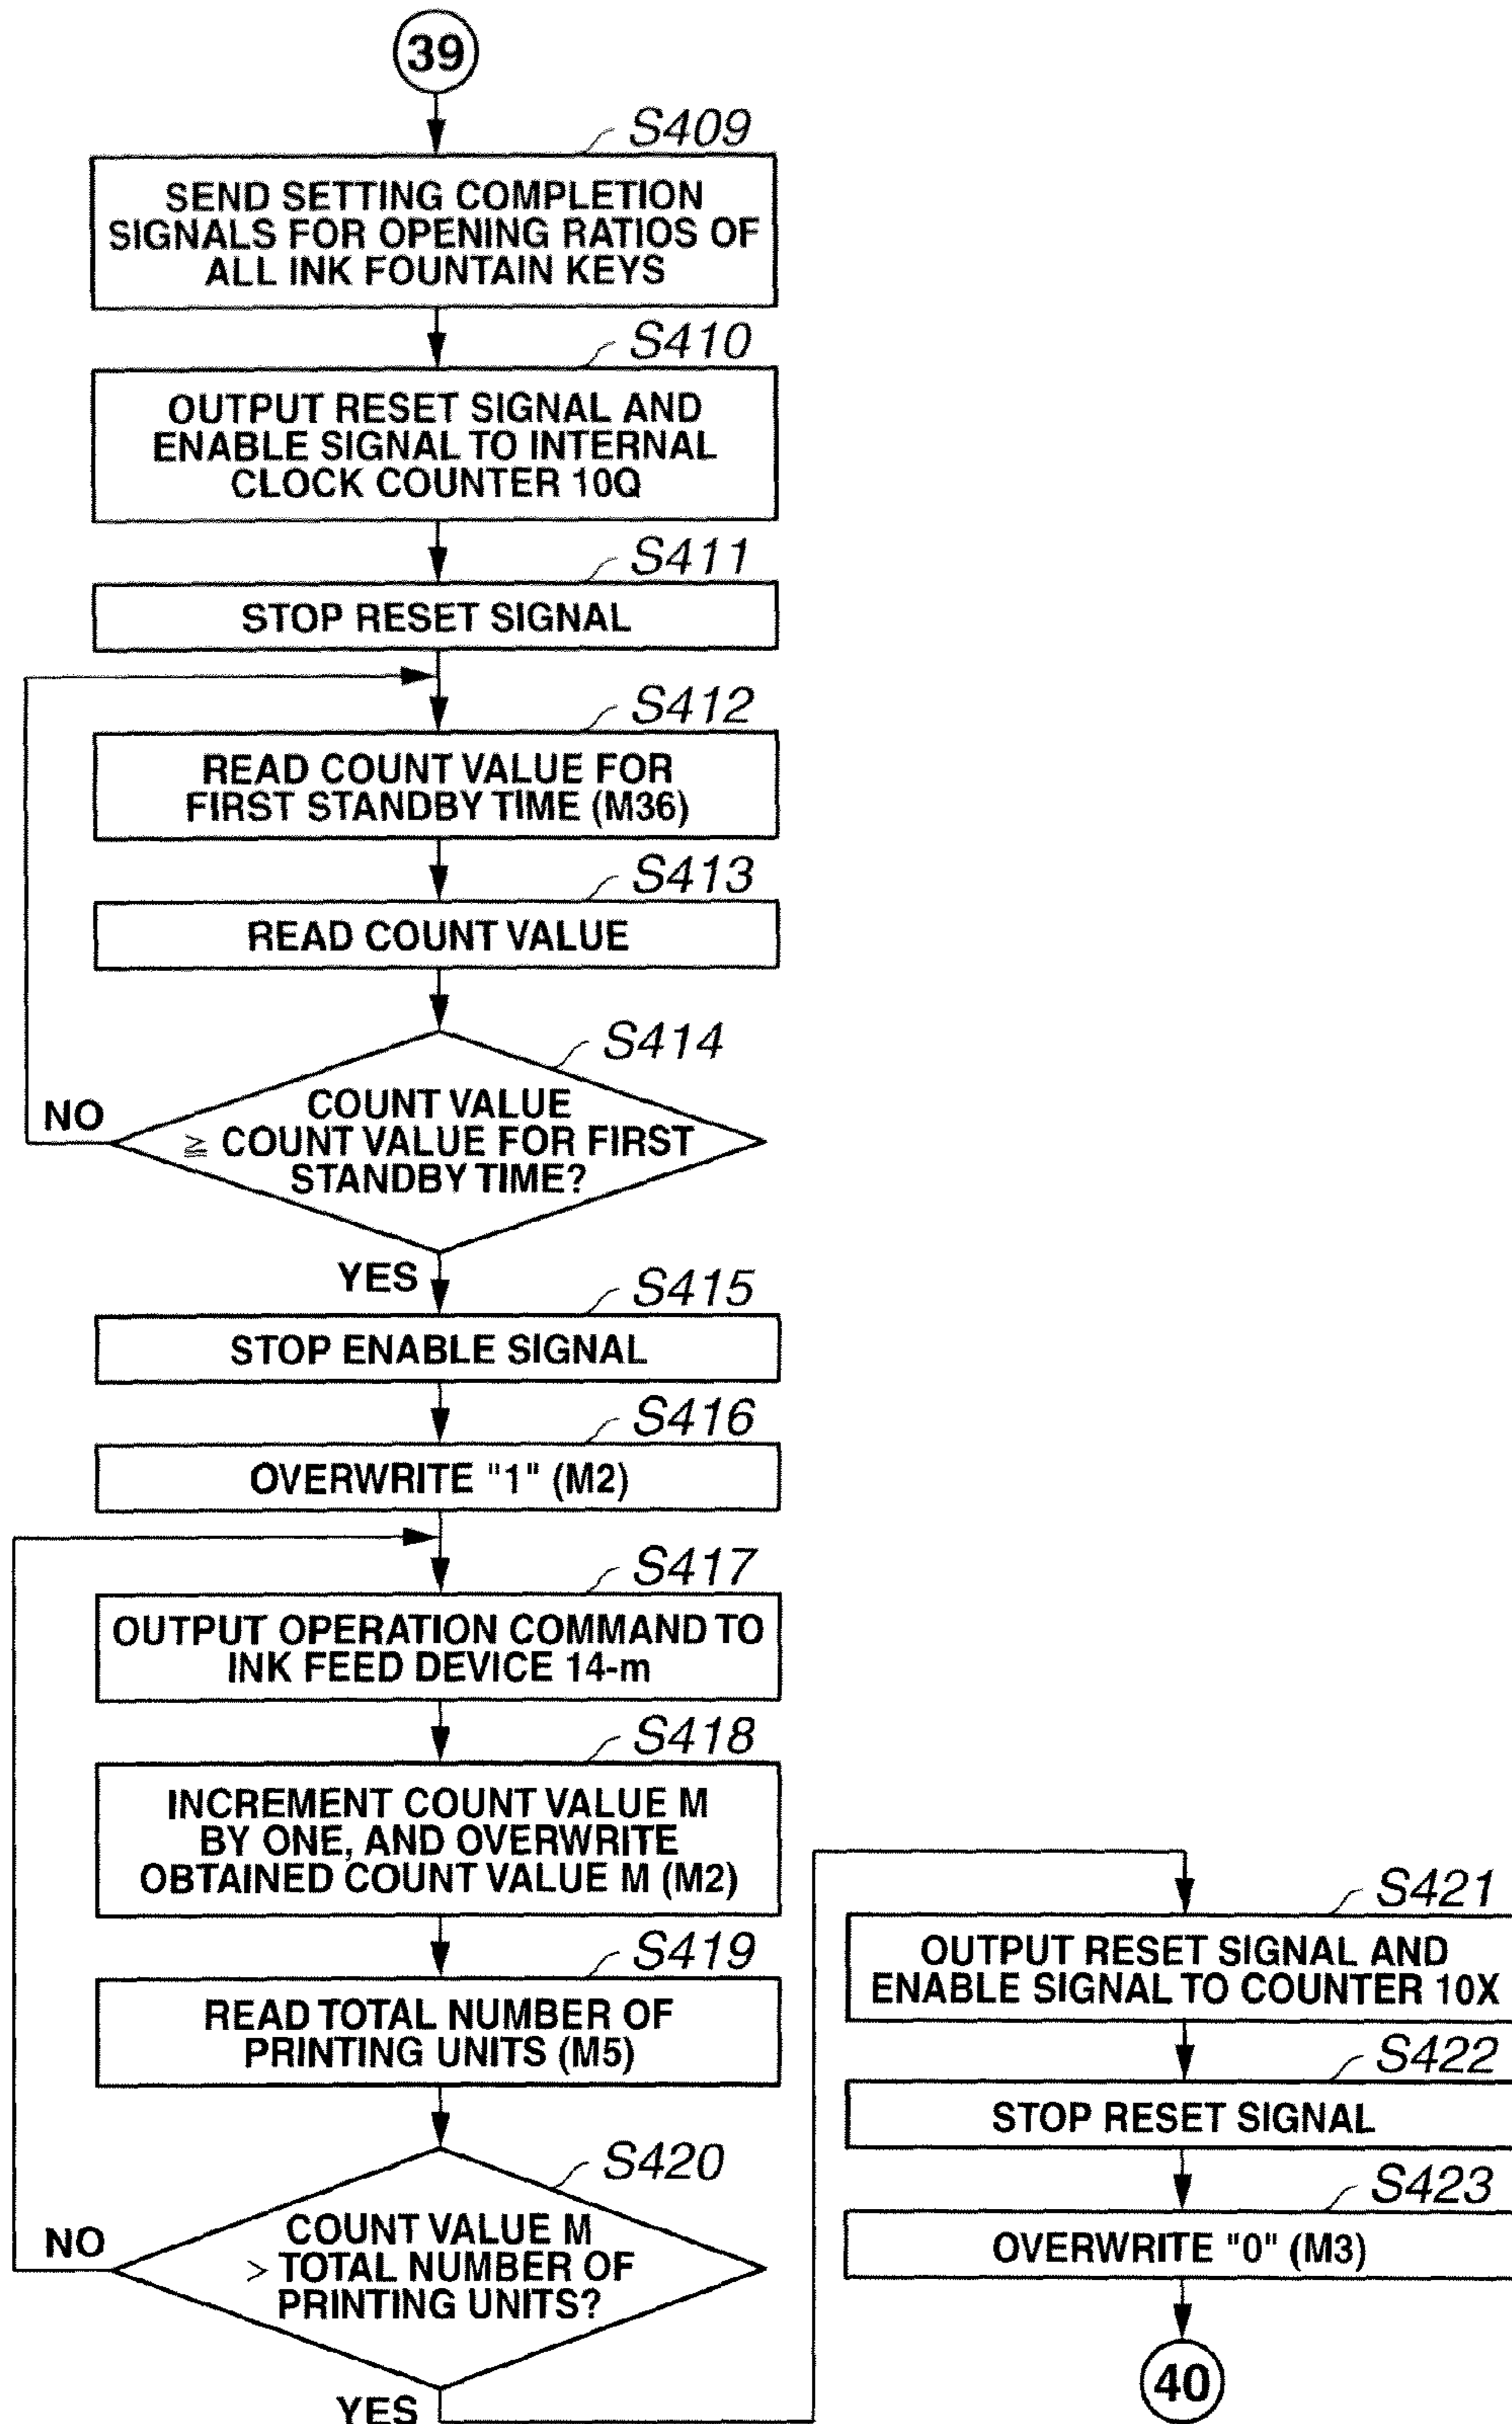 39
S409
SEND SETTING COMPLETION
SIGNALS FOR OPENING RATIOS OF
ALL INK FOUNTAIN KEYS
S410
OUTPUT RESET SIGNAL AND
ENABLE SIGNAL TO INTERNAL
CLOCK COUNTER 10Q
S411
STOP RESET SIGNAL
S412
READ COUNT VALUE FOR
FIRST STANDBY TIME (M36)
S413
READ COUNT VALUE
S414
COUNT VALUE
≧ COUNT VALUE FOR FIRST
STANDBY TIME?
NO
YES
S415
STOP ENABLE SIGNAL
S416
OVERWRITE "1" (M2)
S417
OUTPUT OPERATION COMMAND TO
INK FEED DEVICE 14-m
S418
INCREMENT COUNT VALUE M
BY ONE, AND OVERWRITE
OBTAINED COUNT VALUE M (M2)
S419
READ TOTAL NUMBER OF
PRINTING UNITS (M5)
S420
COUNT VALUE M
> TOTAL NUMBER OF
PRINTING UNITS?
NO
YES
S421
OUTPUT RESET SIGNAL AND
ENABLE SIGNAL TO COUNTER 10X
S422
STOP RESET SIGNAL
S423
OVERWRITE "0" (M3)
40